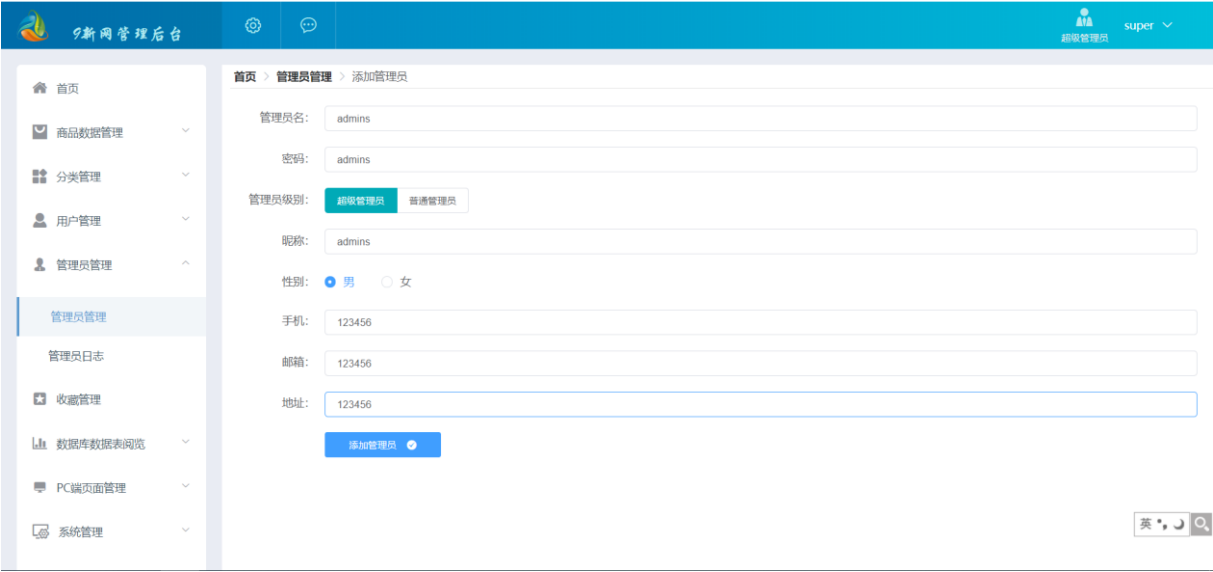 9新网管理后台
超级管理员
super
首页
商品数据管理
分类管理
用户管理
管理员管理
管理员管理
管理员日志
收藏管理
数据库数据表阅览
PC端页面管理
系统管理
首页 > 管理员管理 > 添加管理员
管理员名: admins
密码: admins
管理员级别: 超级管理员 普通管理员
昵称: admins
性别: 男 女
手机: 123456
邮箱: 123456
地址: 123456
添加管理员
英